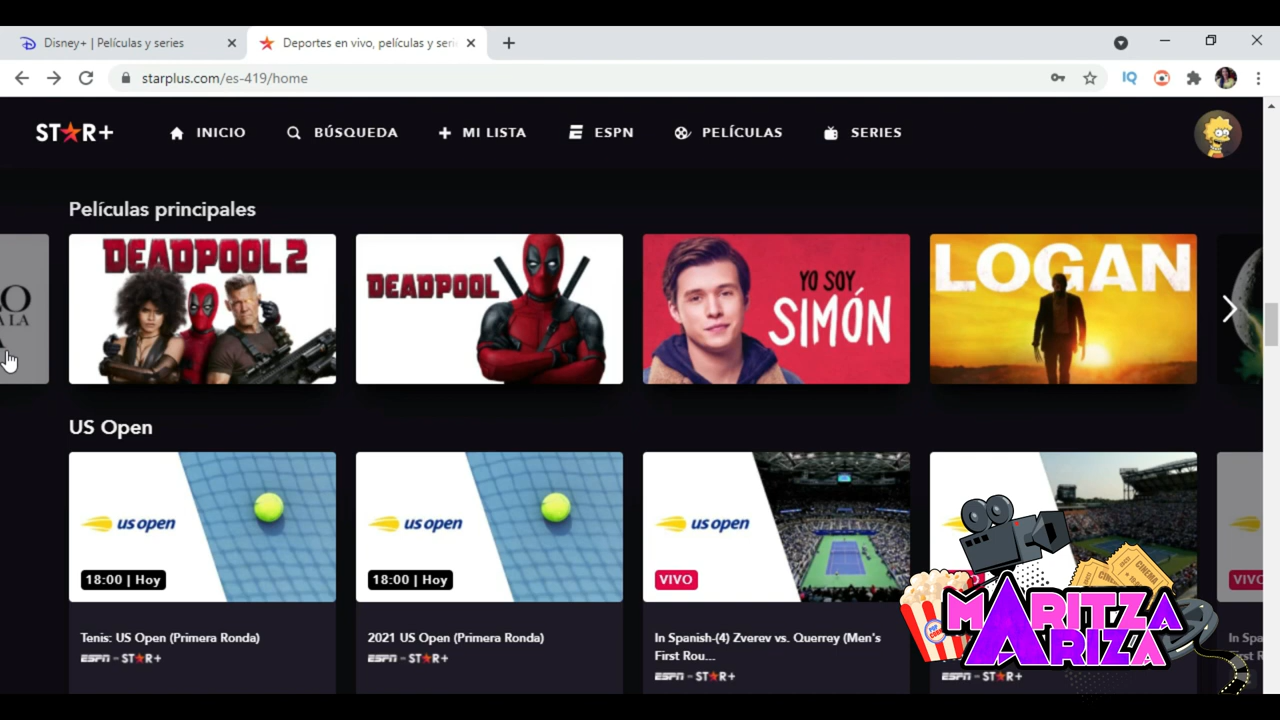 Disney+ | Películas y series
Deportes en vivo, películas y serie
starplus.com/es-419/home
IQ
ST★R+
INICIO
BÚSQUEDA
MI LISTA
ESPN
PELÍCULAS
SERIES
Películas principales
DEADPOOL 2
DEADPOOL
YO SOY
SIMÓN
LOGAN
US Open
us open
us open
us open
18:00 | Hoy
18:00 | Hoy
VIVO
Tenis: US Open (Primera Ronda)
ESPN – ST★R+
2021 US Open (Primera Ronda)
ESPN – ST★R+
In Spanish-(4) Zverev vs. Querrey (Men's
First Rou...
ESPN – ST★R+
ESPN – ST★R+
MARITZA
ARIZA